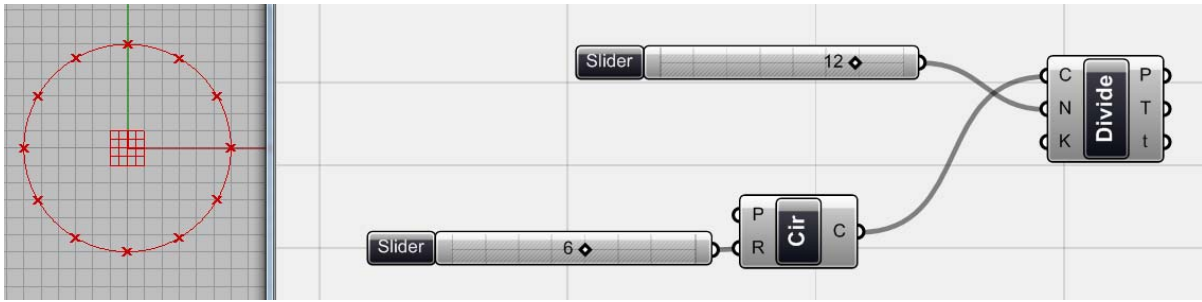 Slider 12
C P
N Divide T
K t
P
Cir C
R
Slider 6